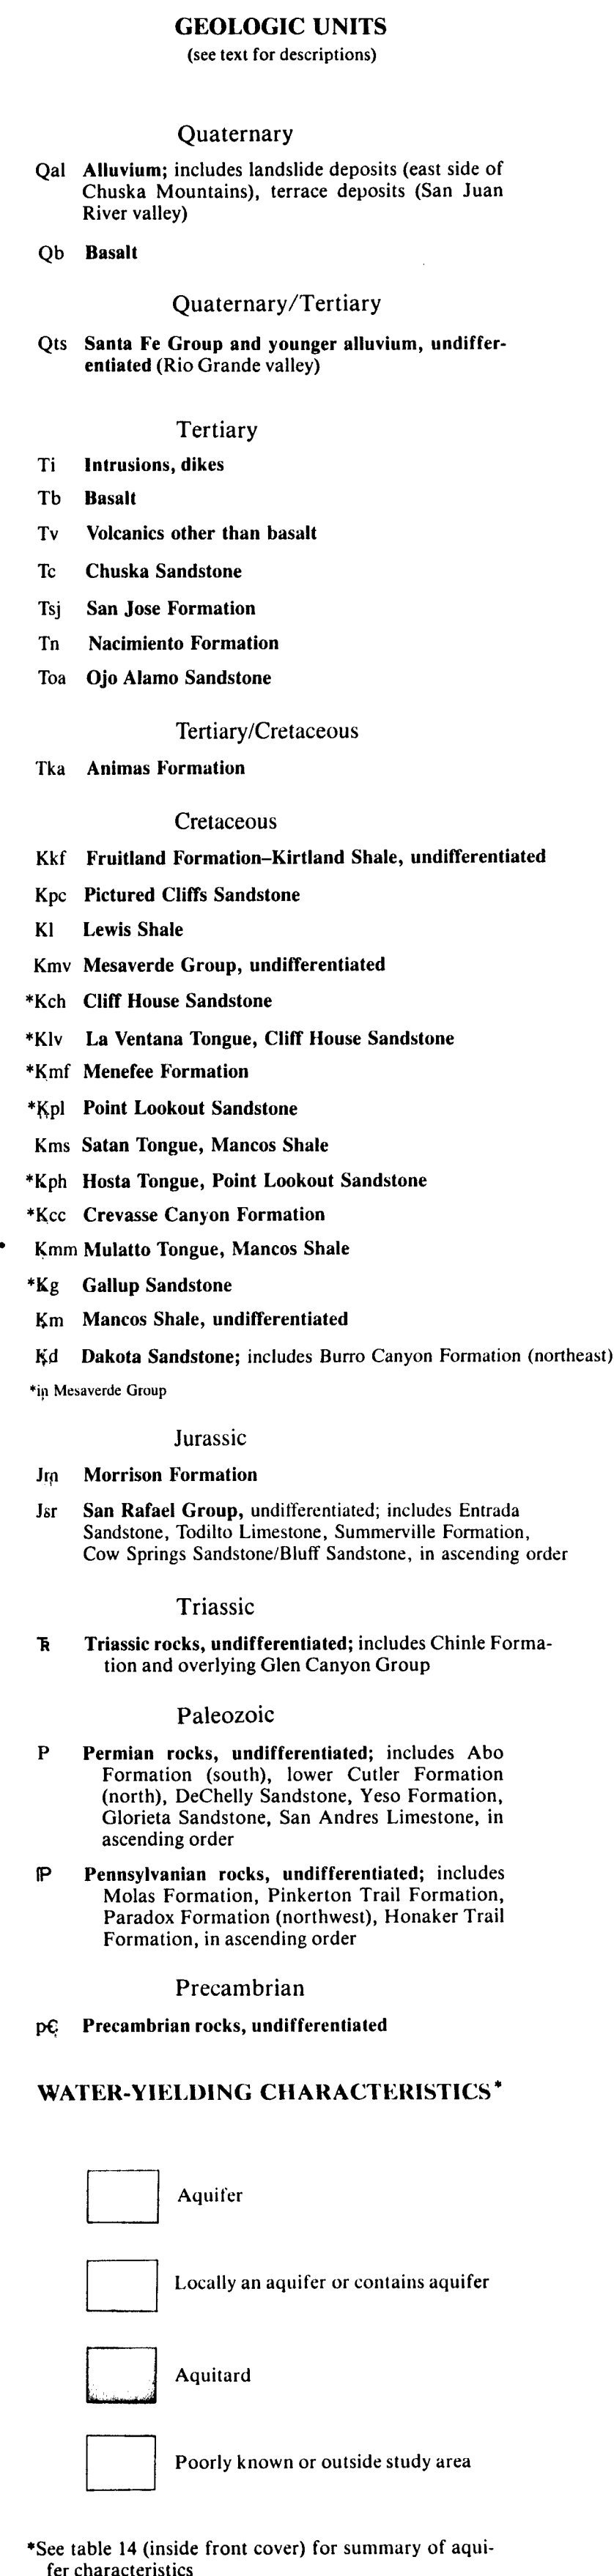 GEOLOGIC UNITS
(see text for descriptions)
Quaternary
Qal Alluvium; includes landslide deposits (east side of
Chuska Mountains), terrace deposits (San Juan
River valley)
Qb Basalt
Quaternary/Tertiary
Qts Santa Fe Group and younger alluvium, undiffer-
entiated (Rio Grande valley)
Tertiary
Ti Intrusions, dikes
Tb Basalt
Tv Volcanics other than basalt
Tc Chuska Sandstone
Tsj San Jose Formation
Tn Nacimiento Formation
Toa Ojo Alamo Sandstone
Tertiary/Cretaceous
Tka Animas Formation
Cretaceous
Kkf Fruitland Formation–Kirtland Shale, undifferentiated
Kpc Pictured Cliffs Sandstone
Kl Lewis Shale
Kmv Mesaverde Group, undifferentiated
*Kch Cliff House Sandstone
*Klv La Ventana Tongue, Cliff House Sandstone
*Kmf Menefee Formation
*Kpl Point Lookout Sandstone
Kms Satan Tongue, Mancos Shale
*Kph Hosta Tongue, Point Lookout Sandstone
*Kcc Crevasse Canyon Formation
Kmm Mulatto Tongue, Mancos Shale
*Kg Gallup Sandstone
Km Mancos Shale, undifferentiated
Kd Dakota Sandstone; includes Burro Canyon Formation (northeast)
*in Mesaverde Group
Jurassic
Jm Morrison Formation
Jsr San Rafael Group, undifferentiated; includes Entrada
Sandstone, Todilto Limestone, Summerville Formation,
Cow Springs Sandstone/Bluff Sandstone, in ascending order
Triassic
Ƭ Triassic rocks, undifferentiated; includes Chinle Forma-
tion and overlying Glen Canyon Group
Paleozoic
P Permian rocks, undifferentiated; includes Abo
Formation (south), lower Cutler Formation
(north), DeChelly Sandstone, Yeso Formation,
Glorieta Sandstone, San Andres Limestone, in
ascending order
ℙ Pennsylvanian rocks, undifferentiated; includes
Molas Formation, Pinkerton Trail Formation,
Paradox Formation (northwest), Honaker Trail
Formation, in ascending order
Precambrian
p€ Precambrian rocks, undifferentiated
WATER-YIELDING CHARACTERISTICS*
Aquifer
Locally an aquifer or contains aquifer
Aquitard
Poorly known or outside study area
*See table 14 (inside front cover) for summary of aqui-
fer characteristics